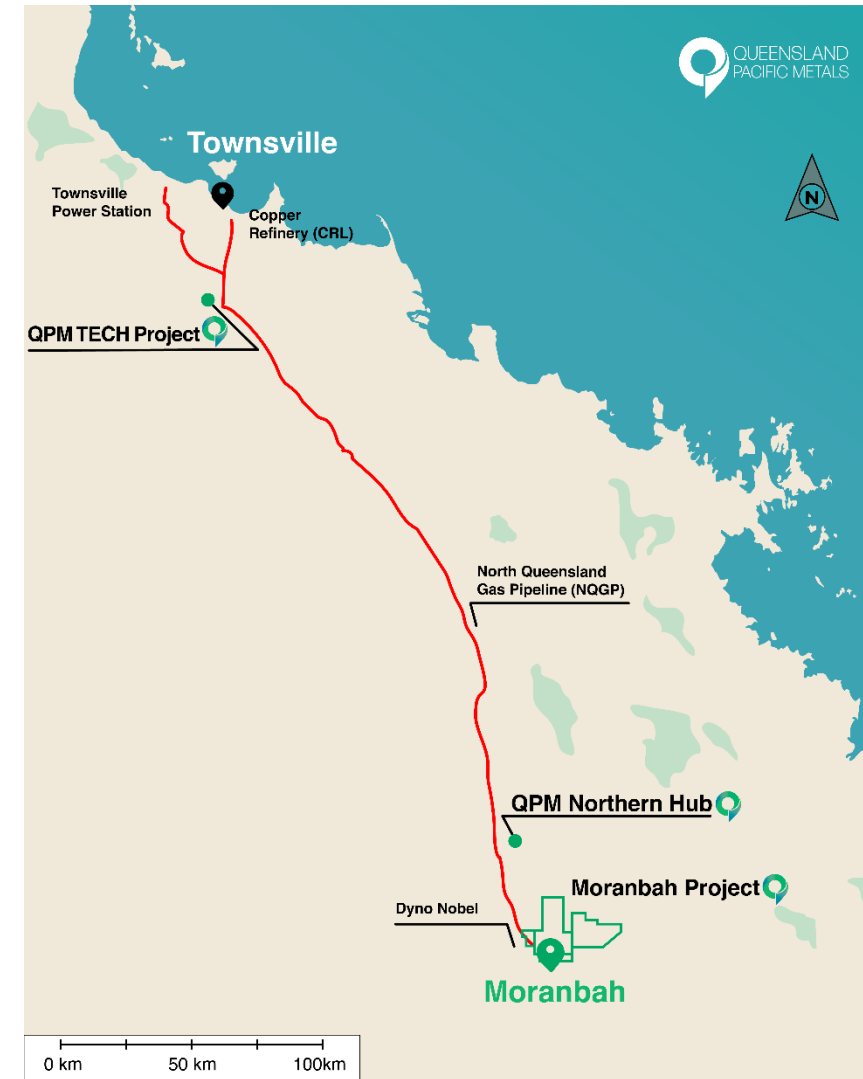 QUEENSLAND
PACIFIC METALS
Townsville
N
Townsville
Power Station
Copper
Refinery (CRL)
QPM TECH Project
North Queensland
Gas Pipeline (NQGP)
QPM Northern Hub
Moranbah Project
Dyno Nobel
Moranbah
0 km
50 km
100km